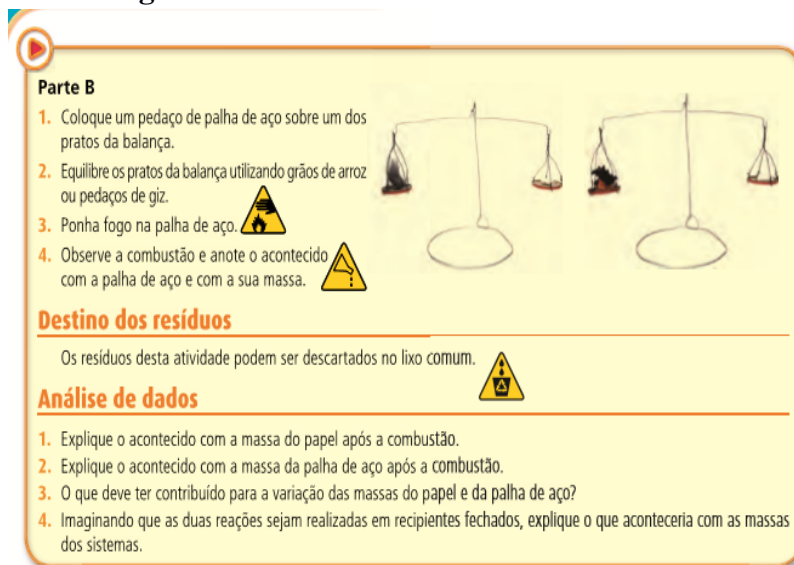 Parte B
1. Coloque um pedaço de palha de aço sobre um dos
pratos da balança.
2. Equilibre os pratos da balança utilizando grãos de arroz
ou pedaços de giz.
3. Ponha fogo na palha de aço.
4. Observe a combustão e anote o acontecido
com a palha de aço e com a sua massa.
Destino dos resíduos
Os resíduos desta atividade podem ser descartados no lixo comum.
Análise de dados
1. Explique o acontecido com a massa do papel após a combustão.
2. Explique o acontecido com a massa da palha de aço após a combustão.
3. O que deve ter contribuído para a variação das massas do papel e da palha de aço?
4. Imaginando que as duas reações sejam realizadas em recipientes fechados, explique o que aconteceria com as massas
dos sistemas.